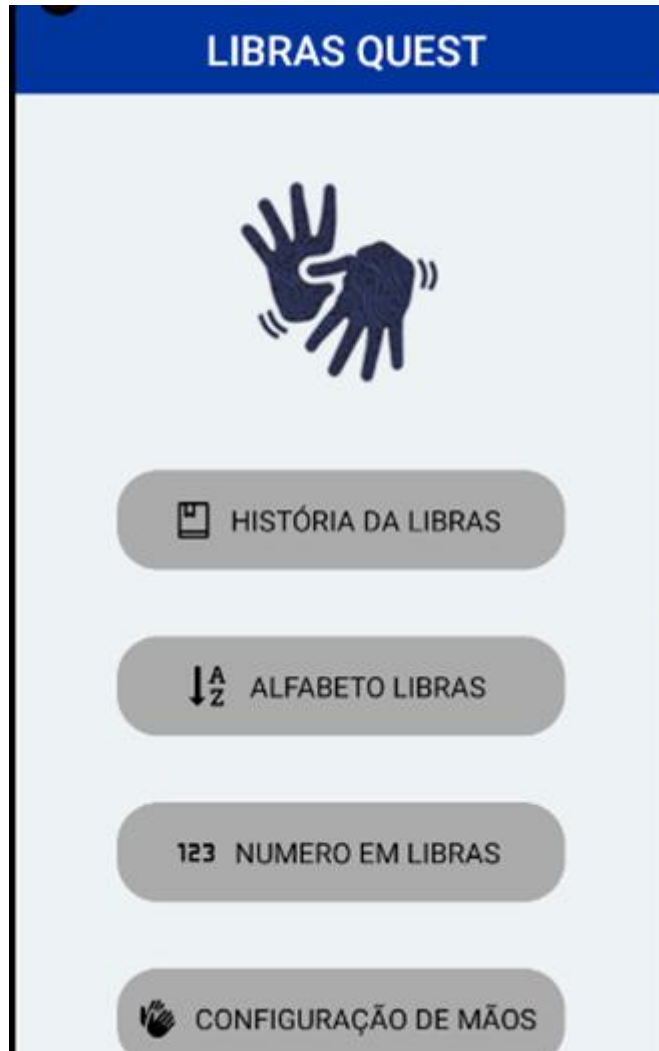 LIBRAS QUEST
HISTÓRIA DA LIBRAS
A
Z
ALFABETO LIBRAS
123 NUMERO EM LIBRAS
CONFIGURAÇÃO DE MÃOS